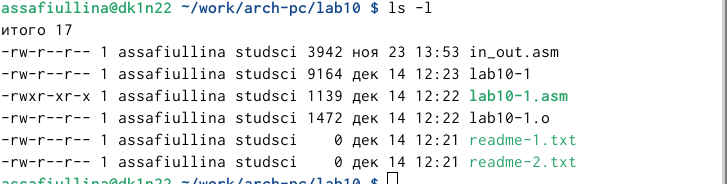 assafiullina@dk1n22 ~/work/arch-pc/lab10 $ ls -l
итого 17
-rw-r--r-- 1 assafiullina studsci 3942 ноя 23 13:53 in_out.asm
-rw-r--r-- 1 assafiullina studsci 9164 дек 14 12:23 lab10-1
-rwxr-xr-x 1 assafiullina studsci 1139 дек 14 12:22 lab10-1.asm
-rw-r--r-- 1 assafiullina studsci 1472 дек 14 12:22 lab10-1.o
-rw-r--r-- 1 assafiullina studsci    0 дек 14 12:21 readme-1.txt
-rw-r--r-- 1 assafiullina studsci    0 дек 14 12:21 readme-2.txt
assafiullina@dk1n22 ~/work/arch-pc/lab10 $